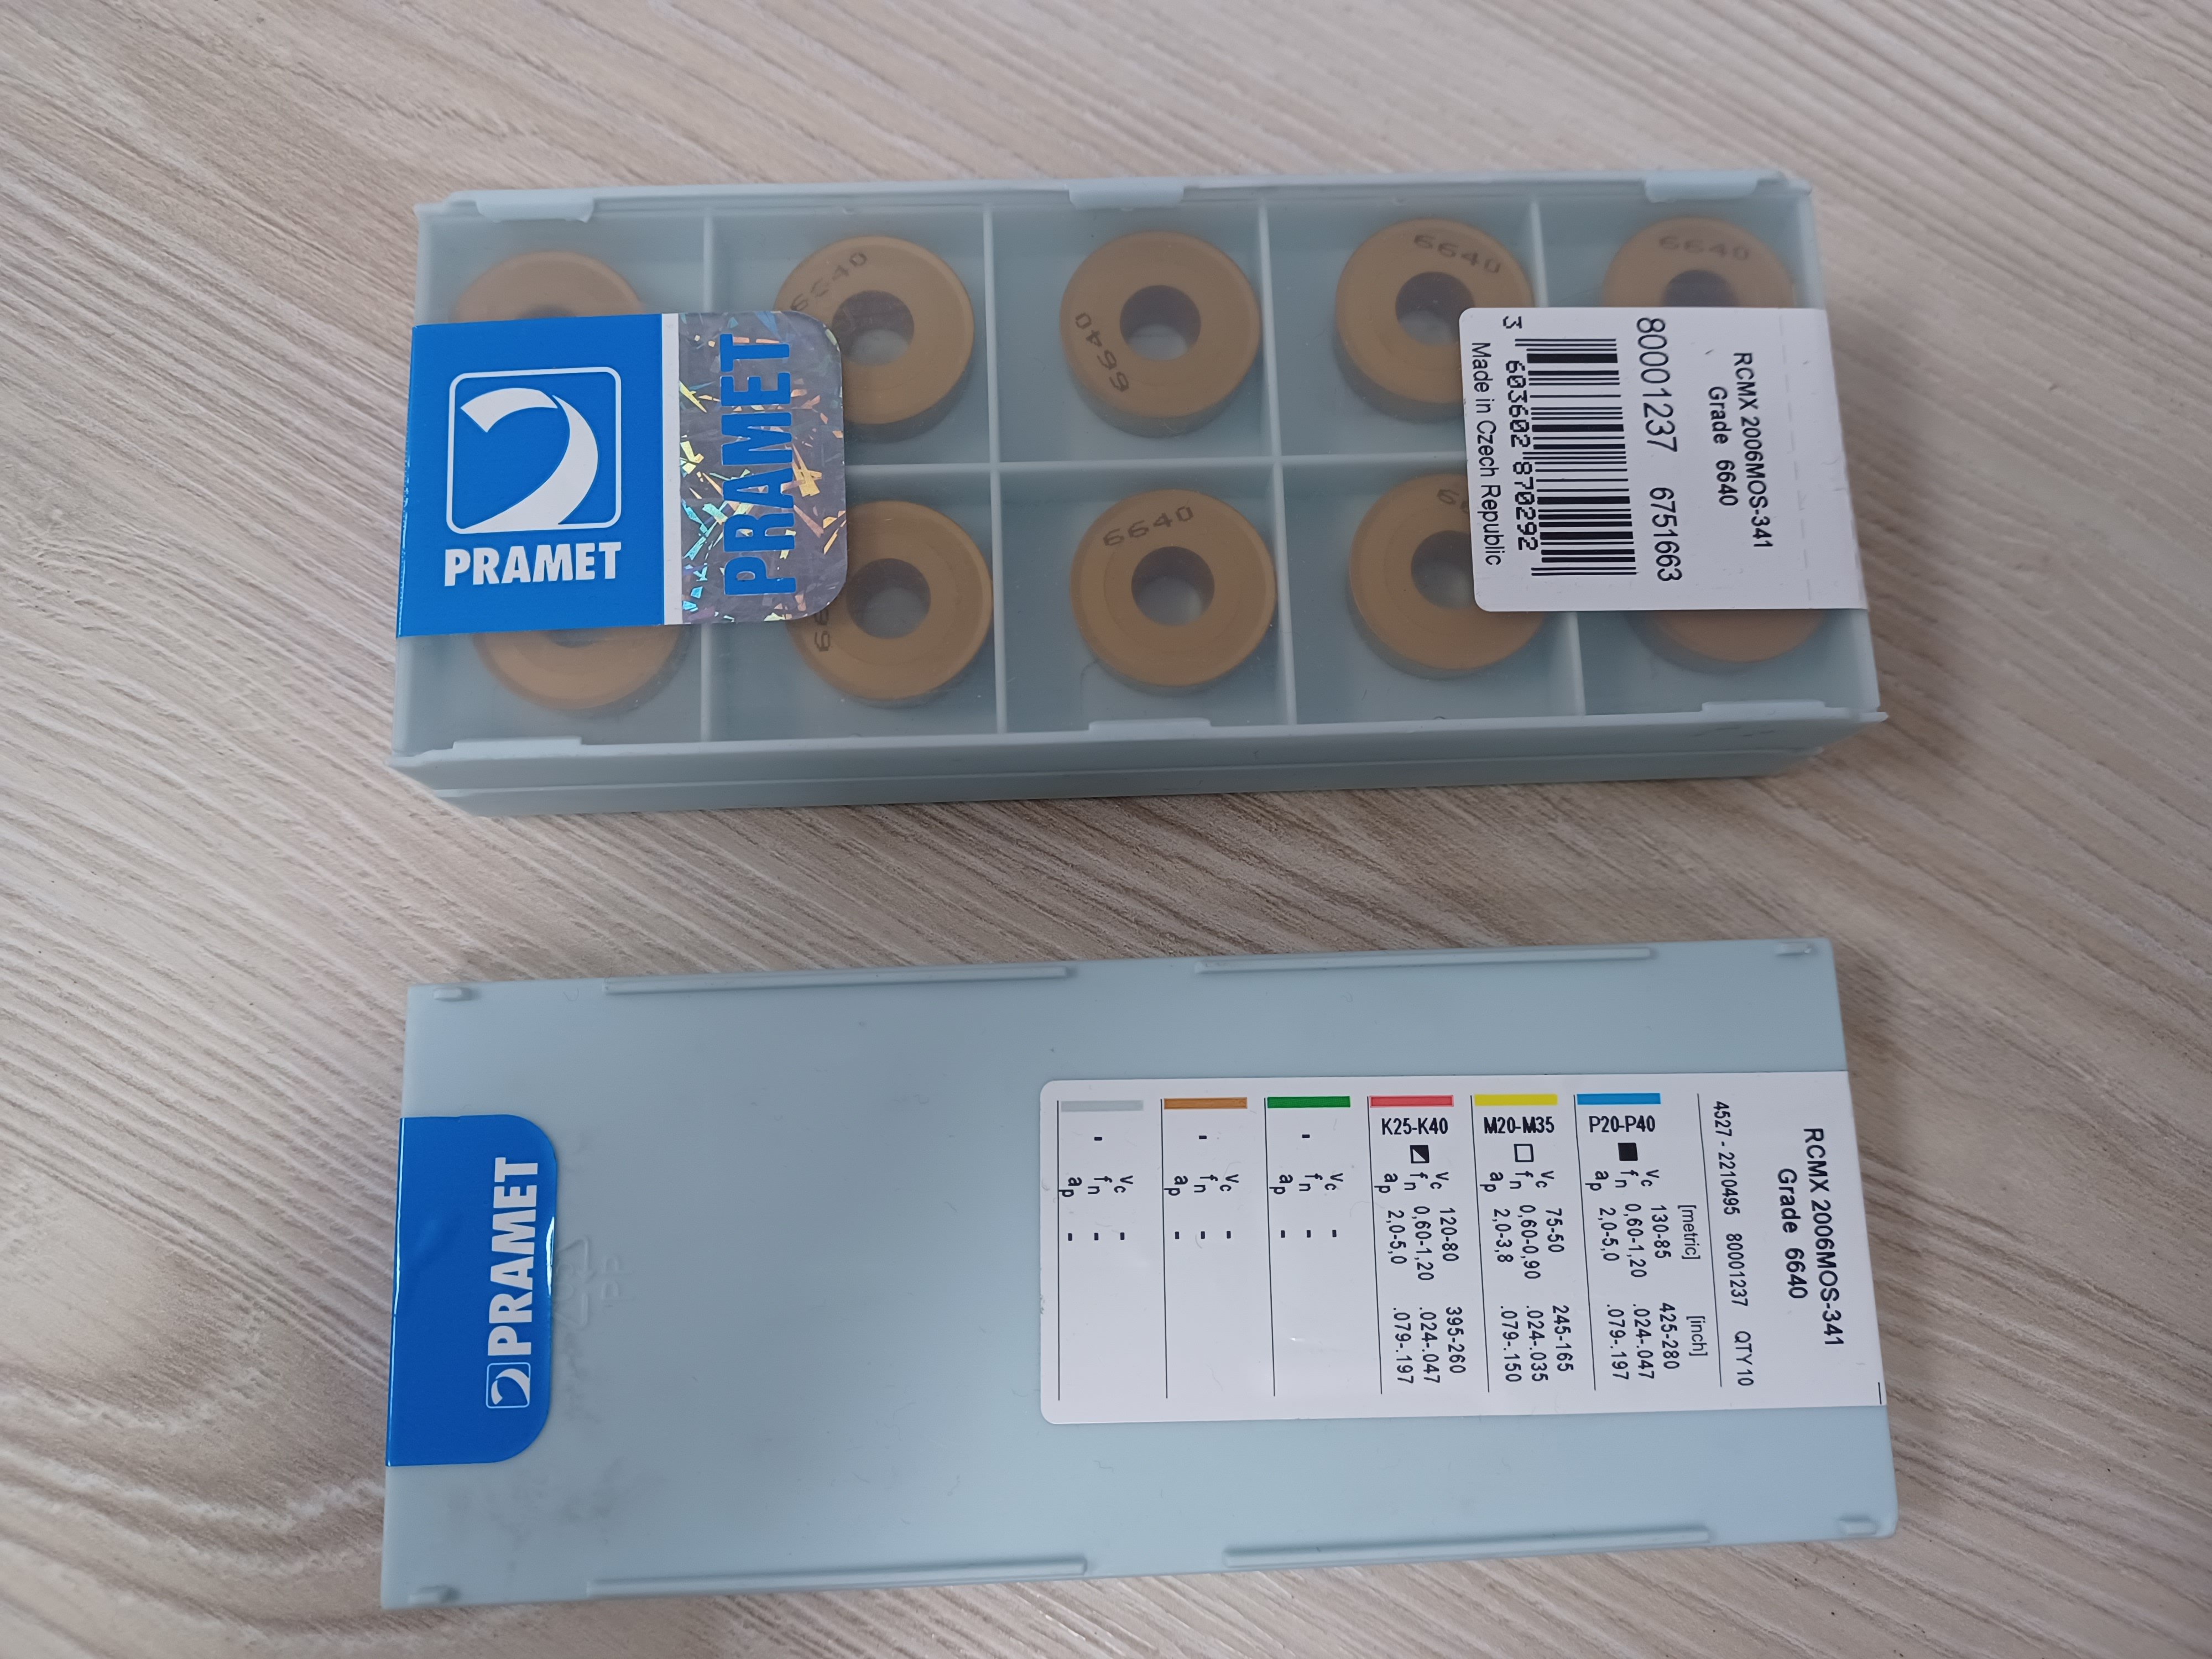 6640
6640
6640
6640
PRAMET
PRAMET
RCMX 2006MOS-341
Grade 6640
80001237 6751663
3 603602 870292
Made in Czech Republic
6640
PRAMET
RCMX 2006MOS-341
Grade 6640
4527 - 2210495 80001237 QTY10
[metric] [inch]
P20-P40 vc 130-85 425-280
fn 0,60-1,20 .024-.047
ap 2,0-5,0 .079-.197
M20-M35 vc 75-50 245-165
fn 0,60-0,90 .024-.035
ap 2,0-3,8 .079-.150
K25-K40 vc 120-80 395-260
fn 0,60-1,20 .024-.047
ap 2,0-5,0 .079-.197
vc -
- fn -
ap -
vc -
- fn -
ap -
vc -
- fn -
ap -